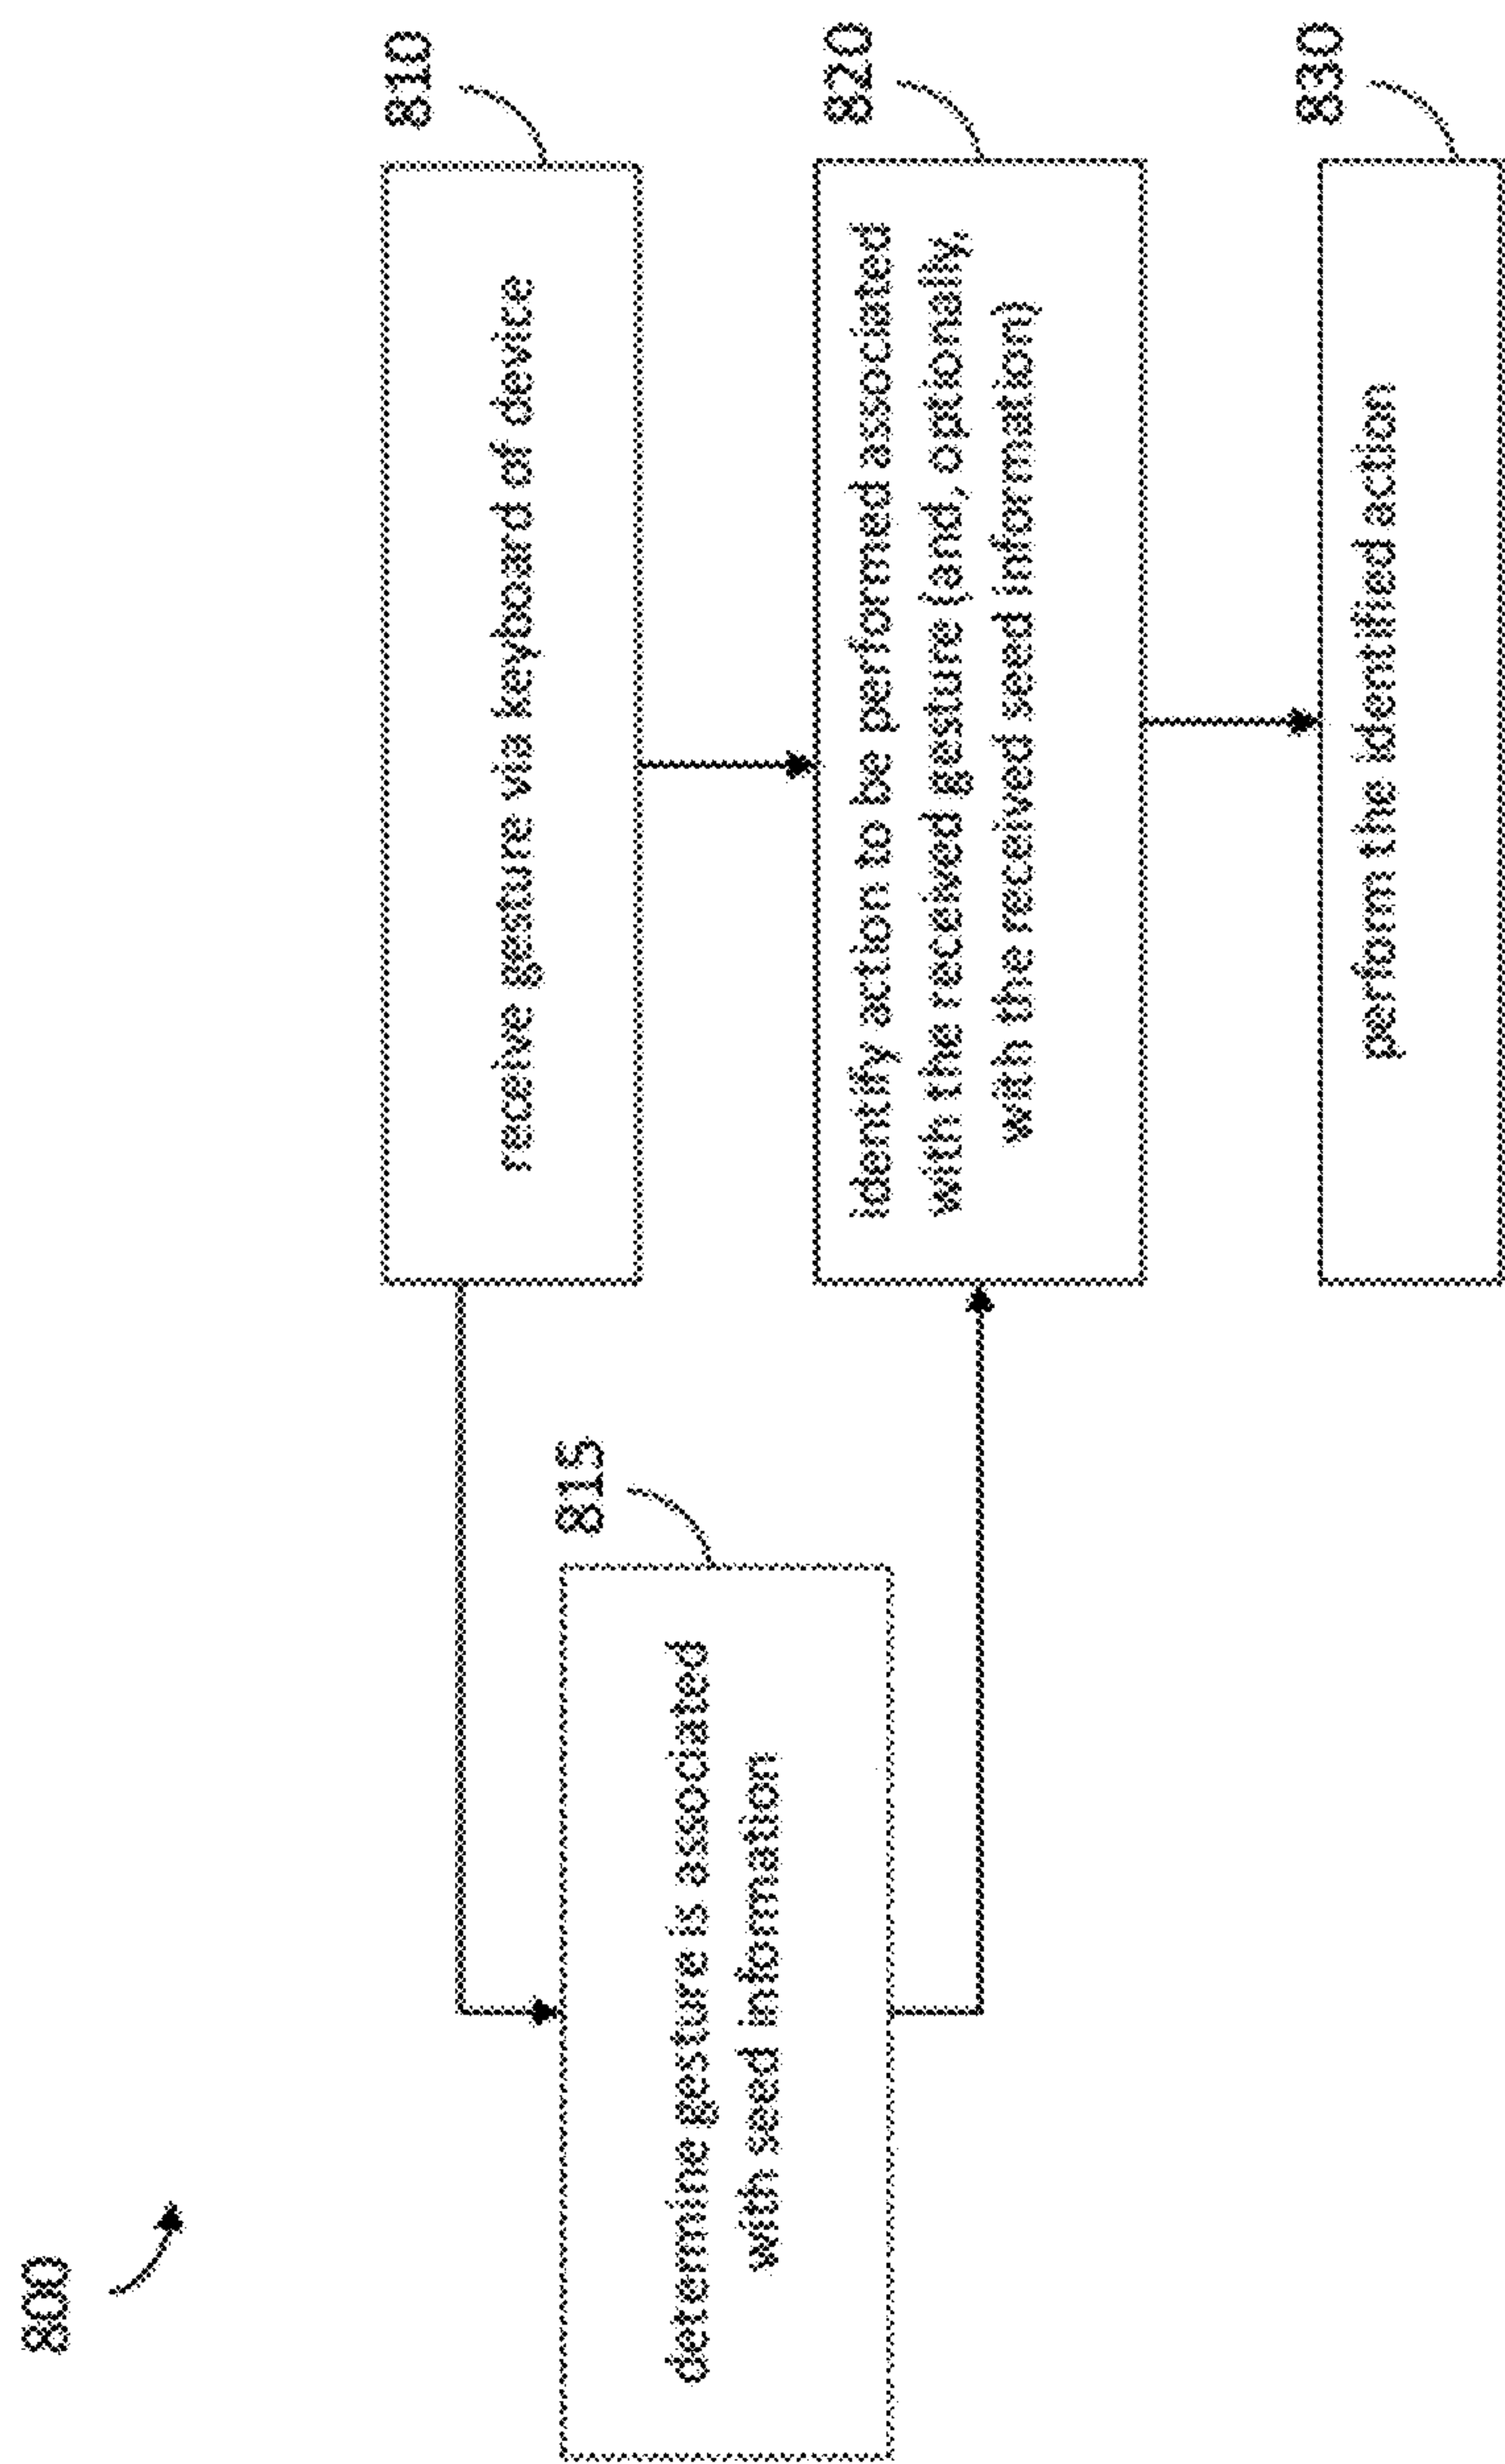 800
810
receive gesture via keyboard of device
815
determine gesture is associated
with seed information
820
identify action to be performed associated
with the received gesture (and, optionally,
with the received seed information)
830
perform the identified action